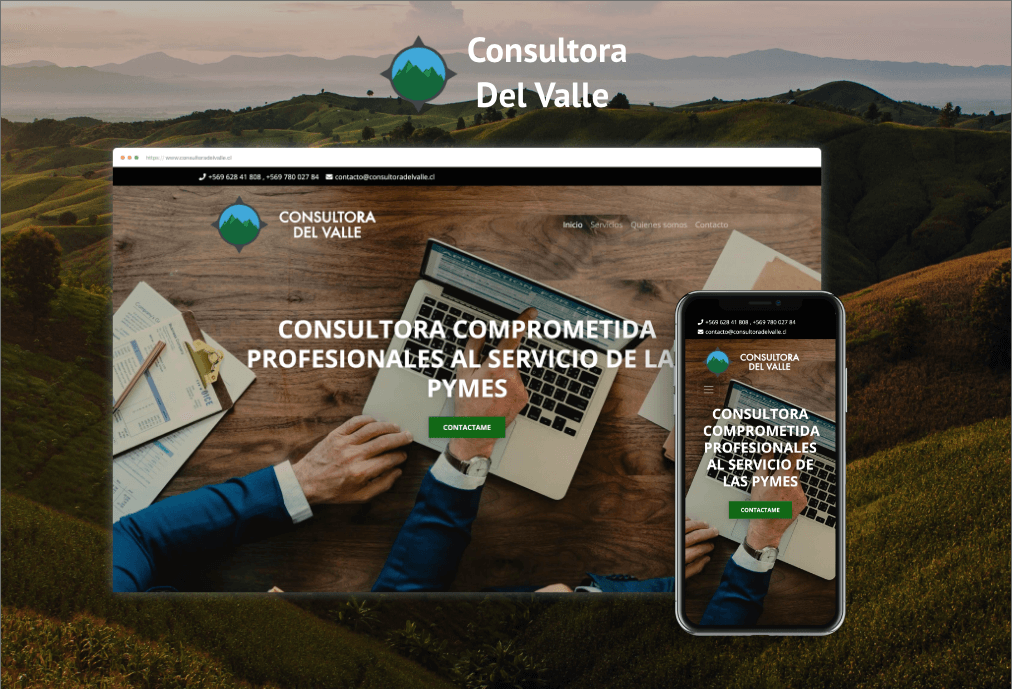 Consultora
Del Valle
https://www.consultoradelvalle.cl
+569 628 41 808 , +569 780 027 84 contacto@consultoradelvalle.cl
CONSULTORA
DEL VALLE
Inicio Servicios Quienes somos Contacto
APPLICATION FOR
CONSULTORA COMPROMETIDA
PROFESIONALES AL SERVICIO DE LA
PYMES
CONTACTAME
+569 628 41 808 , +569 780 027 84
contacto@consultoradelvalle.cl
CONSULTORA
DEL VALLE
CONSULTORA
COMPROMETIDA
PROFESIONALES
AL SERVICIO DE
LAS PYMES
CONTACTAME